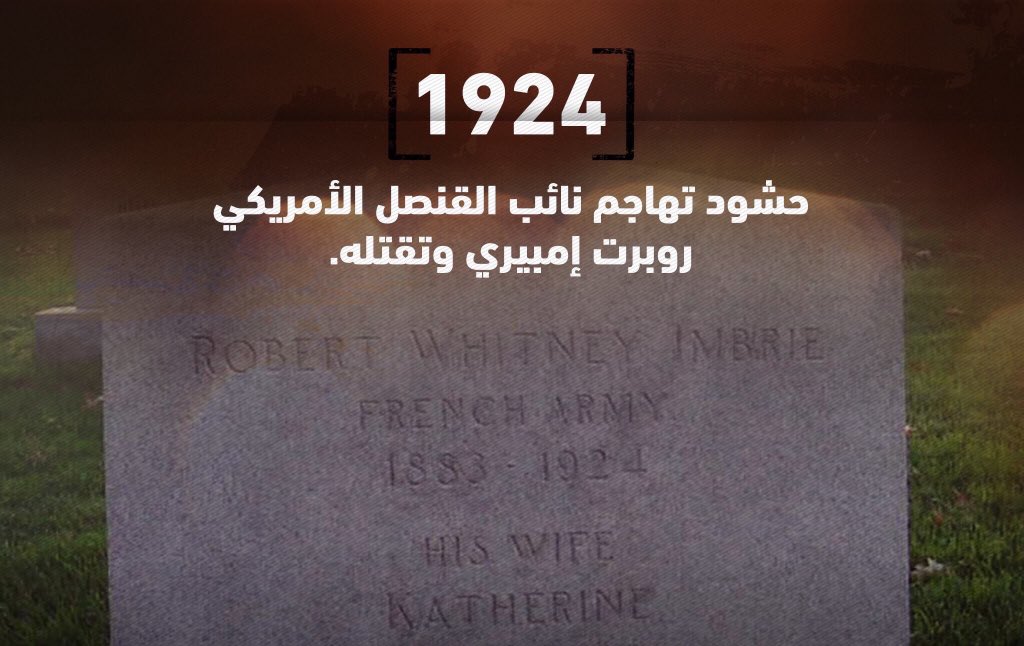 [1924]
حشود تهاجم نائب القنصل الأمريكي
روبرت إمبيري وتقتله.
ROBERT WHITNEY IMBRIE
FRENCH ARMY
1883 - 1924
HIS WIFE
KATHERINE